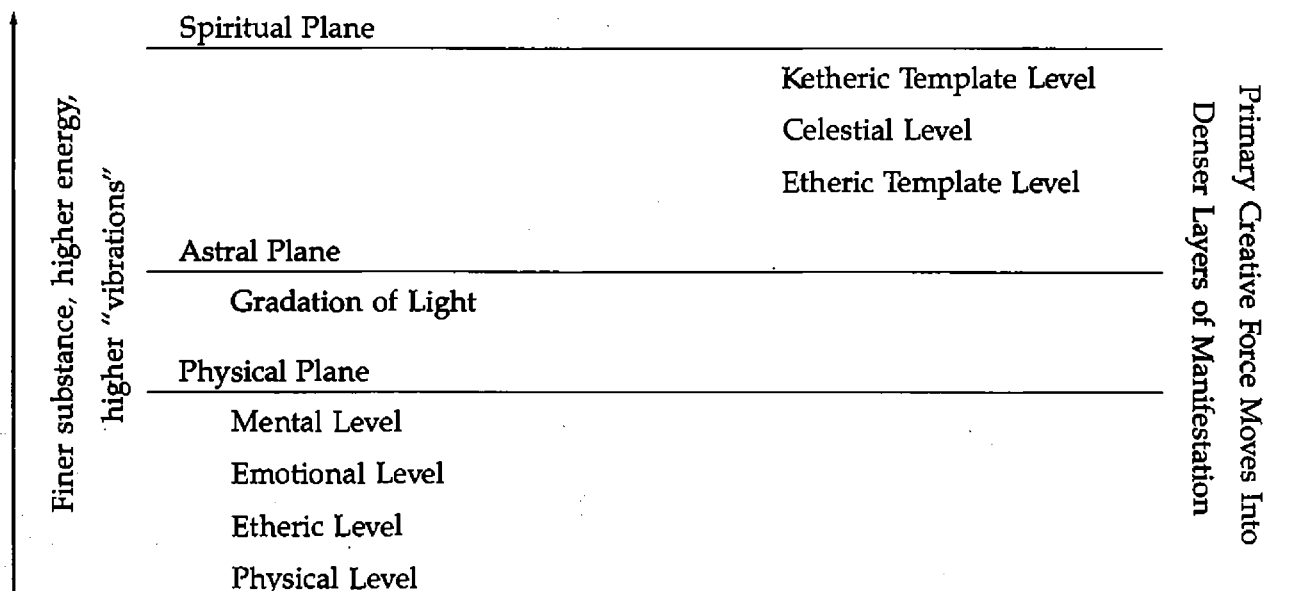 Spiritual Plane
Ketheric Template Level
Celestial Level
Etheric Template Level
Astral Plane
Gradation of Light
Physical Plane
Mental Level
Emotional Level
Etheric Level
Physical Level
Finer substance, higher energy,
higher "vibrations"
Primary Creative Force Moves Into
Denser Layers of Manifestation